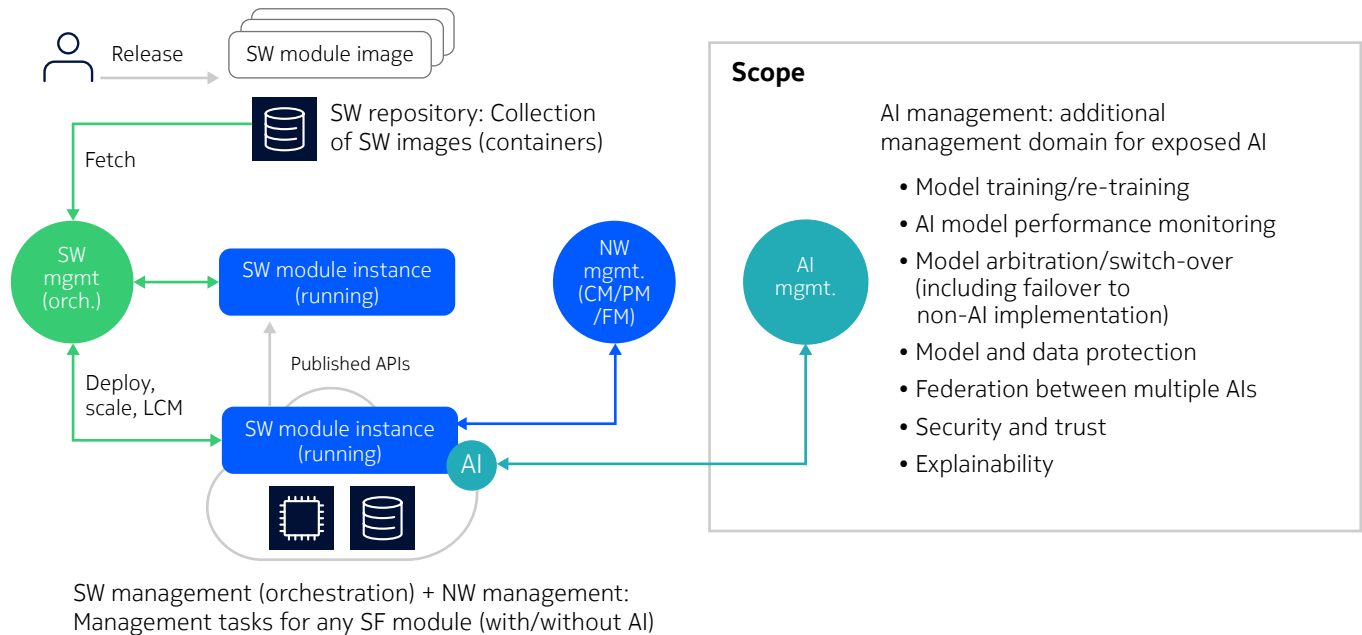 Release
SW module image
SW repository: Collection
of SW images (containers)
Fetch
SW
mgmt
(orch.)
SW module instance
(running)
NW
mgmt.
(CM/PM
/FM)
Published APIs
Deploy,
scale, LCM
SW module instance
(running)
AI
SW management (orchestration) + NW management:
Management tasks for any SF module (with/without AI)
Scope
AI
mgmt.
AI management: additional
management domain for exposed AI
• Model training/re-training
• AI model performance monitoring
• Model arbitration/switch-over
(including failover to
non-AI implementation)
• Model and data protection
• Federation between multiple AIs
• Security and trust
• Explainability